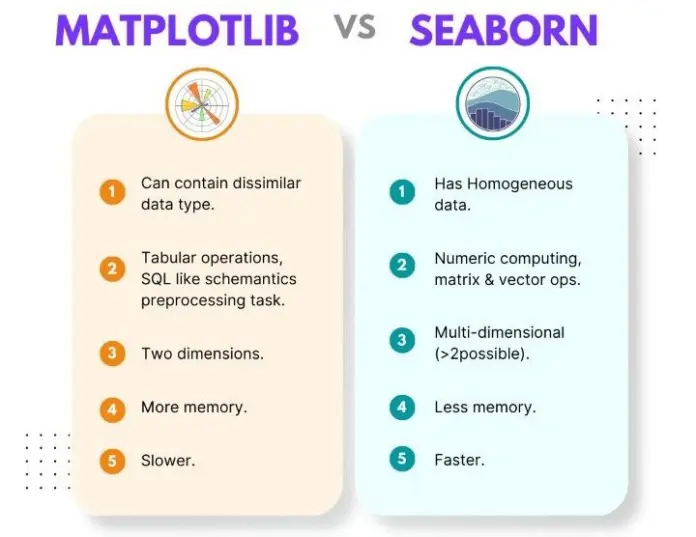 MATPLOTLIB VS SEABORN
1 Can contain dissimilar
data type.
2 Tabular operations,
SQL like schemantics
preprocessing task.
3 Two dimensions.
4 More memory.
5 Slower.
1 Has Homogeneous
data.
2 Numeric computing,
matrix & vector ops.
3 Multi-dimensional
(>2possible).
4 Less memory.
5 Faster.